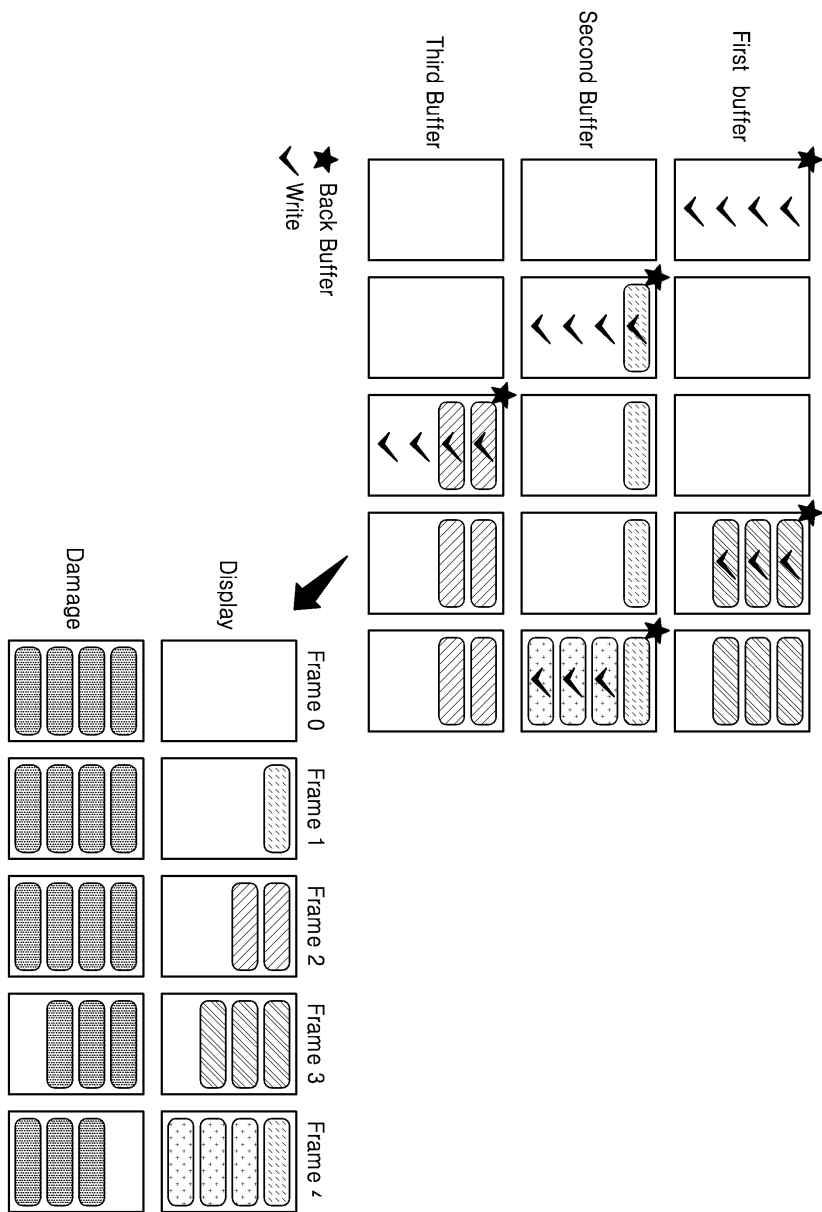 First buffer
Second Buffer
Third Buffer
★ Back Buffer
✓ Write
Frame 0
Frame 1
Frame 2
Frame 3
Frame
Display
Damage